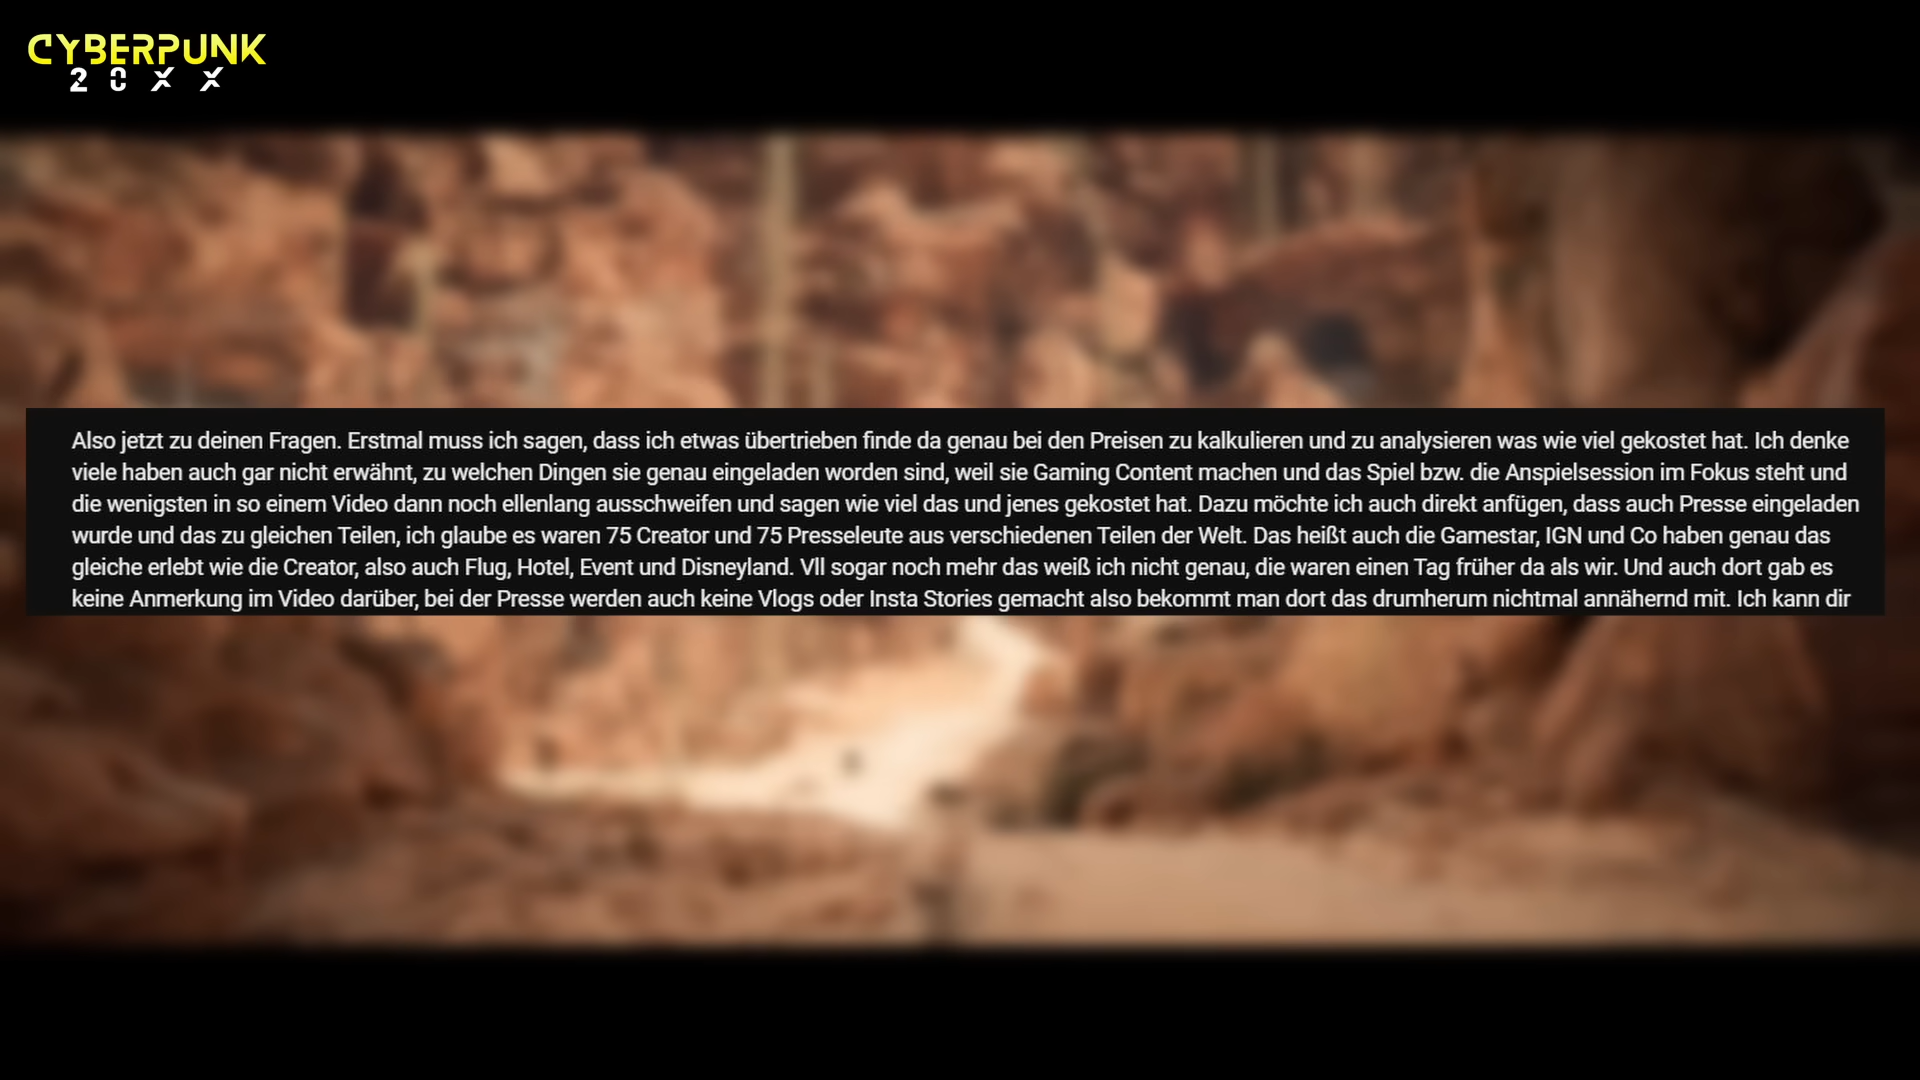 CYBERPUNK
20XX
Also jetzt zu deinen Fragen. Erstmal muss ich sagen, dass ich etwas übertrieben finde da genau bei den Preisen zu kalkulieren und zu analysieren was wie viel gekostet hat. Ich denke
viele haben auch gar nicht erwähnt, zu welchen Dingen sie genau eingeladen worden sind, weil sie Gaming Content machen und das Spiel bzw. die Anspielsession im Fokus steht und
die wenigsten in so einem Video dann noch ellenlang ausschweifen und sagen wie viel das und jenes gekostet hat. Dazu möchte ich auch direkt anfügen, dass auch Presse eingeladen
wurde und das zu gleichen Teilen, ich glaube es waren 75 Creator und 75 Presseleute aus verschiedenen Teilen der Welt. Das heißt auch die Gamestar, IGN und Co haben genau das
gleiche erlebt wie die Creator, also auch Flug, Hotel, Event und Disneyland. Vll sogar noch mehr das weiß ich nicht genau, die waren einen Tag früher da als wir. Und auch dort gab es
keine Anmerkung im Video darüber, bei der Presse werden auch keine Vlogs oder Insta Stories gemacht also bekommt man dort das drumherum nichtmal annähernd mit. Ich kann dir